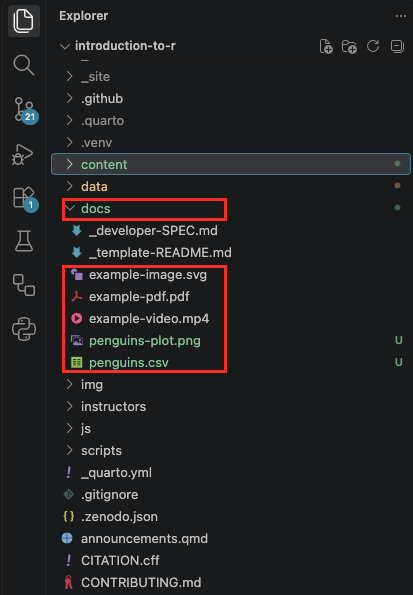 Explorer
introduction-to-r
_site
.github
.quarto
.venv
content
data
docs
_developer-SPEC.md
_template-README.md
example-image.svg
example-pdf.pdf
example-video.mp4
penguins-plot.png U
penguins.csv U
img
instructors
js
scripts
_quarto.yml
.gitignore
.zenodo.json
announcements.qmd
CITATION.cff
CONTRIBUTING.md
21
1